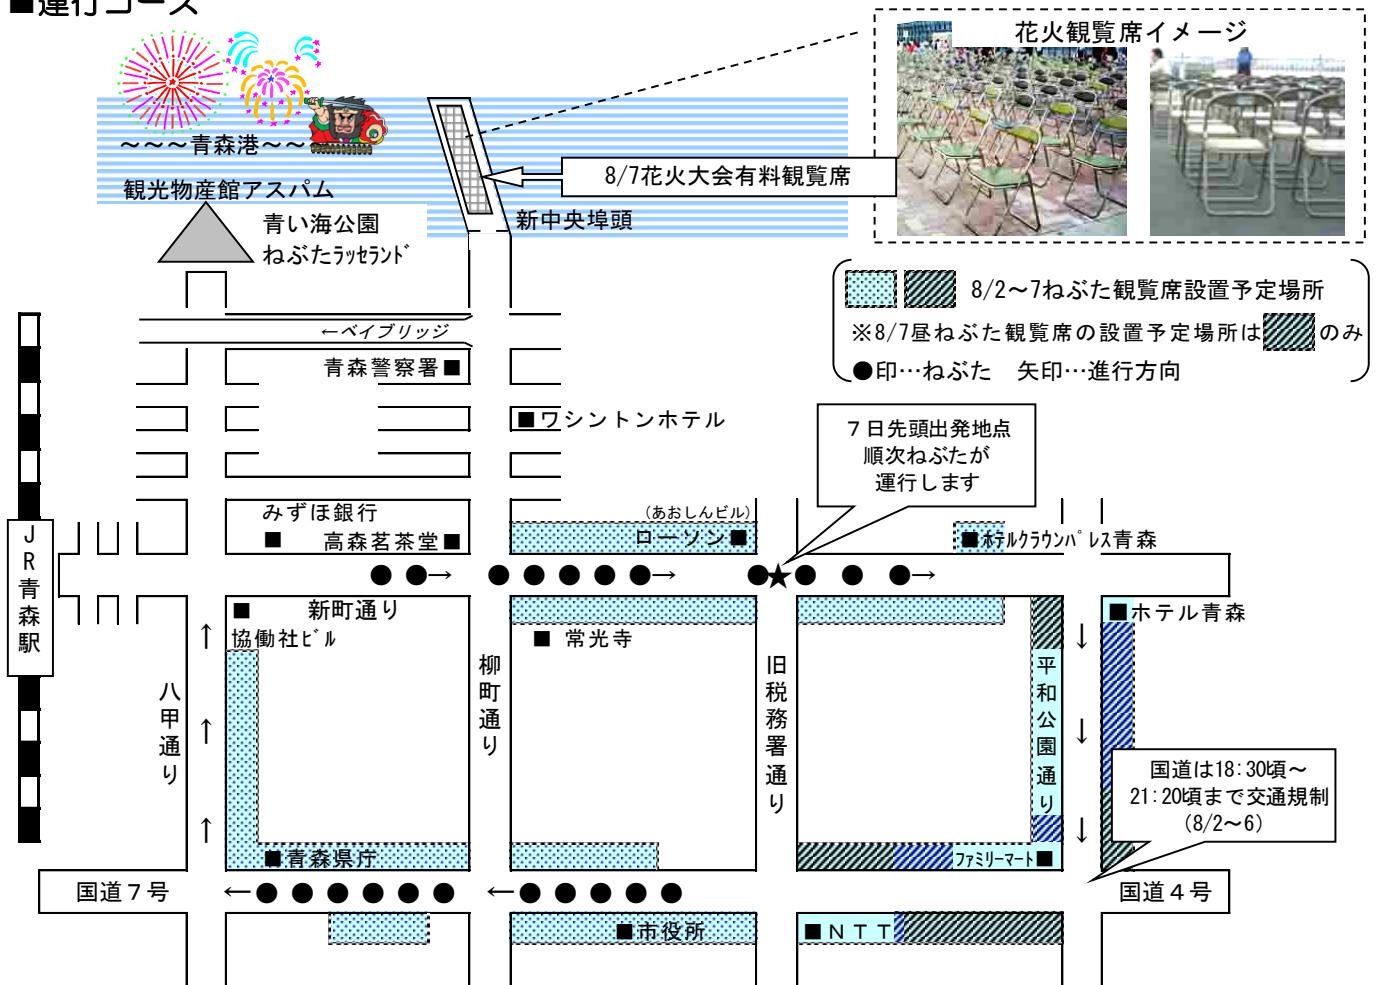 ■運行コース
花火観覧席イメージ
～～～青森港～～
8/7花火大会有料観覧席
観光物産館アスパム
青い海公園
ねぶたﾗｯｾﾗﾝﾄﾞ
新中央埠頭
8/2～7ねぶた観覧席設置予定場所
※8/7昼ねぶた観覧席の設置予定場所は のみ
●印…ねぶた　矢印…進行方向
←ベイブリッジ
青森警察署■
■ワシントンホテル
７日先頭出発地点
順次ねぶたが
運行します
みずほ銀行
■
高森茗茶堂■
(あおしんビル)
ローソン■
■ﾎﾃﾙｸﾗｳﾝﾊﾟﾚｽ青森
ＪＲ青森駅
■
新町通り
協働社ﾋﾞﾙ
■ 常光寺
■ホテル青森
八甲通り
柳町通り
旧税務署通り
平和公園通り
国道は18:30頃～
21:20頃まで交通規制
(8/2～6)
■青森県庁
ﾌｧﾐﾘｰﾏｰﾄ■
国道７号
国道４号
■市役所
■ＮＴＴ